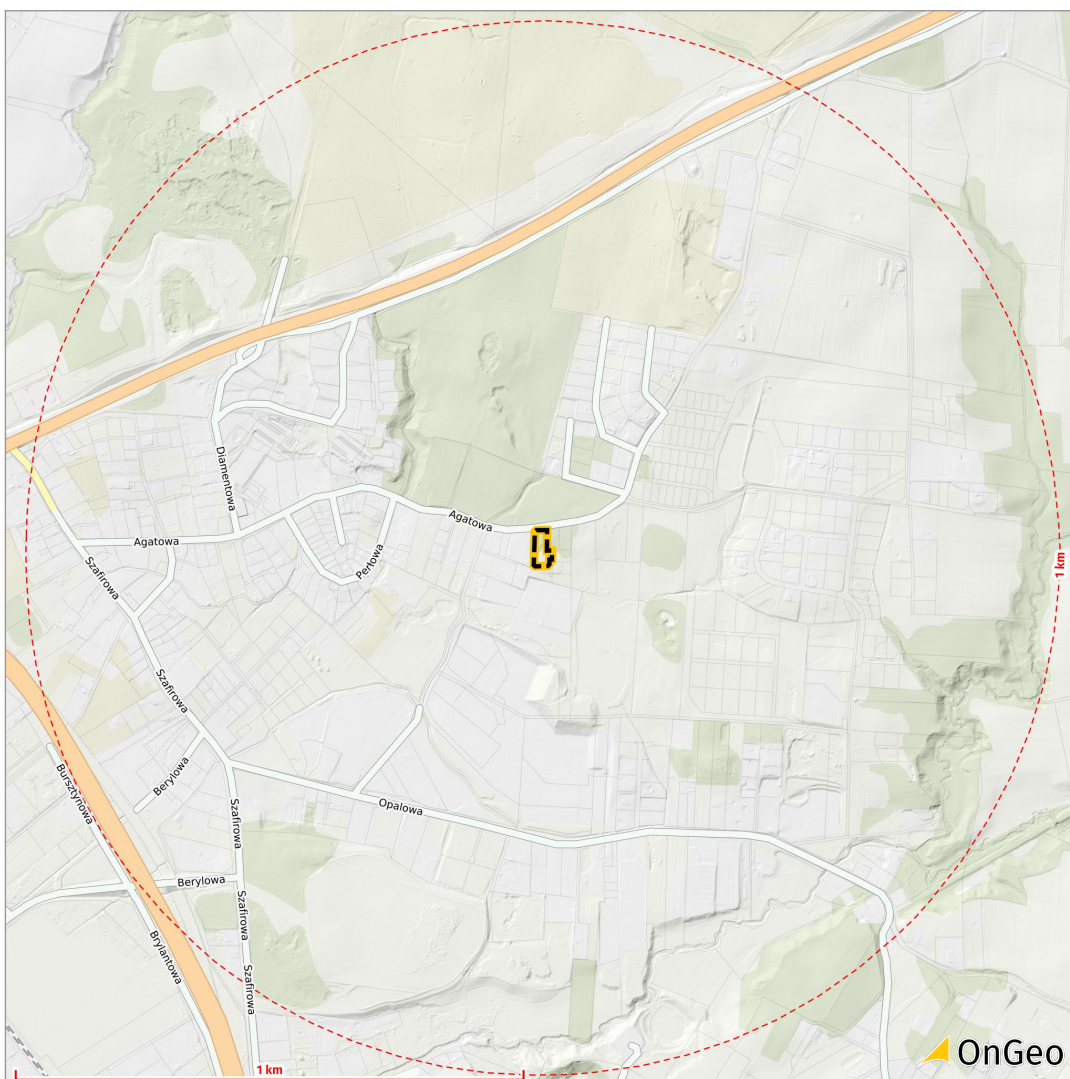 Diamentowa
Agatowa
Agatowa
Perłowa
Szafirowa
1 km
Szafirowa
Berylowa
Bursztynowa
Szafirowa
Opalowa
Berylowa
Szafirowa
Brylantowa
Szafirowa
OnGeo
1 km